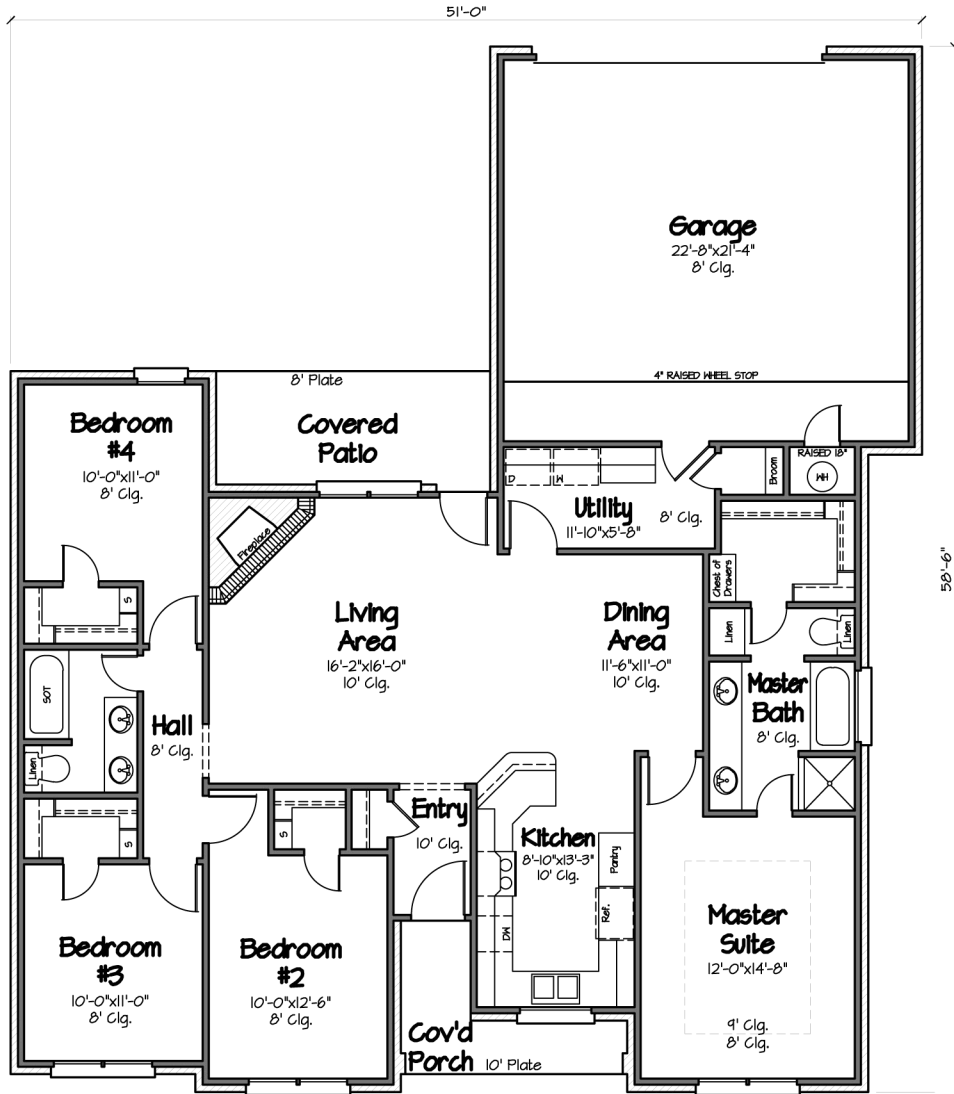 51'-0"
Garage
22'-8"x21'-4"
8' Clg.
4" RAISED WHEEL STOP
8' Plate
Covered
Patio
Bedroom
#4
10'-0"x11'-0"
8' Clg.
RAISED 18"
WH
Broom
D
W
Utility
11'-10"x5'-8"
8' Clg.
58'-6"
Fireplace
Chest of
Drawers
S
Living
Area
16'-2"x16'-0"
10' Clg.
Dining
Area
11'-6"x11'-0"
10' Clg.
Linen
Linen
SOT
Master
Bath
8' Clg.
Hall
8' Clg.
Linen
Entry
10' Clg.
S
S
Kitchen
8'-10"x13'-3"
10' Clg.
Pantry
Ref.
DW
Master
Suite
12'-0"x14'-8"
9' Clg.
8' Clg.
Bedroom
#3
10'-0"x11'-0"
8' Clg.
Bedroom
#2
10'-0"x12'-6"
8' Clg.
Cov'd
Porch
10' Plate